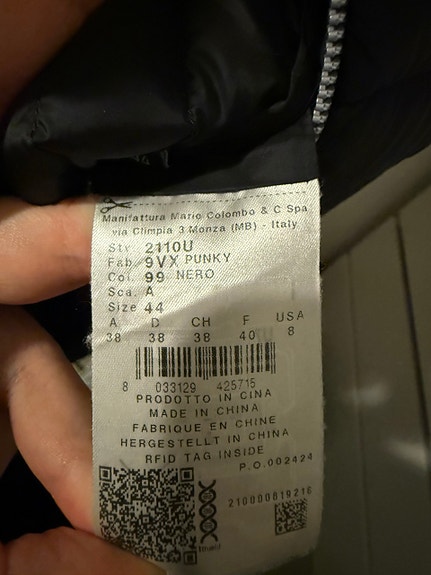 Manifattura Mario Colombo & C Spa
via Olimpia 3 Monza (MB) - Italy
Sty. 2110U
Fab. 9VX PUNKY
Col. 99 NERO
Sca. A
Size 44
A D CH F USA
38 38 38 40 8
8 033129 425715
PRODOTTO IN CINA
MADE IN CHINA
FABRIQUE EN CHINE
HERGESTELLT IN CHINA
RFID TAG INSIDE
P.O.002424
210000819216